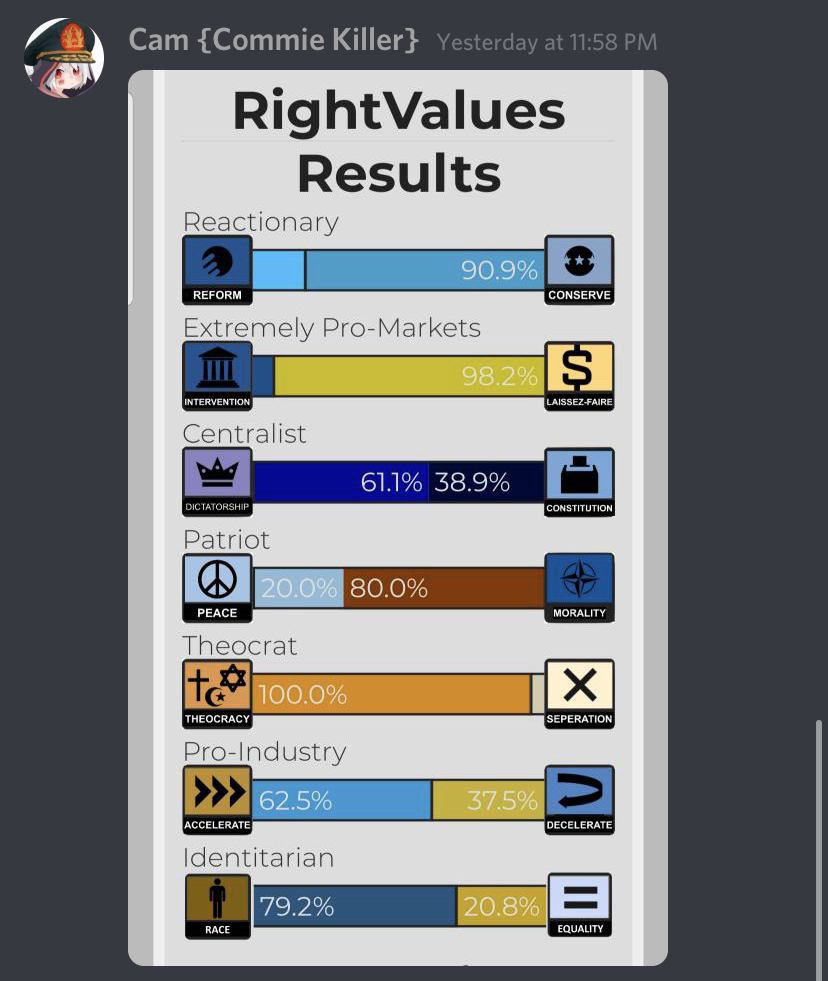 Cam {Commie Killer} Yesterday at 11:58 PM
RightValues
Results
Reactionary
90.9%
REFORM
CONSERVE
Extremely Pro-Markets
98.2%
INTERVENTION
LAISSEZ-FAIRE
Centralist
61.1% 38.9%
DICTATORSHIP
CONSTITUTION
Patriot
20.0% 80.0%
PEACE
MORALITY
Theocrat
100.0%
THEOCRACY
SEPERATION
Pro-Industry
62.5% 37.5%
ACCELERATE
DECELERATE
Identitarian
79.2% 20.8%
RACE
EQUALITY